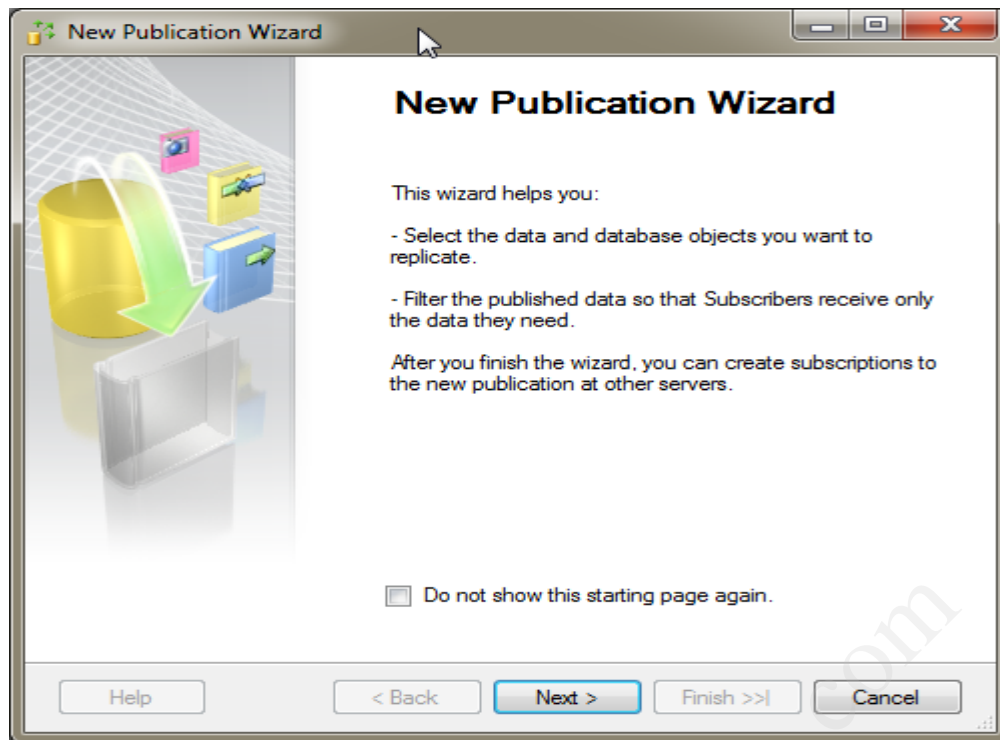 New Publication Wizard
New Publication Wizard
This wizard helps you:
- Select the data and database objects you want to
replicate.
- Filter the published data so that Subscribers receive only
the data they need.
After you finish the wizard, you can create subscriptions to
the new publication at other servers.
Do not show this starting page again.
Help
< Back
Next >
Finish >>|
Cancel
com